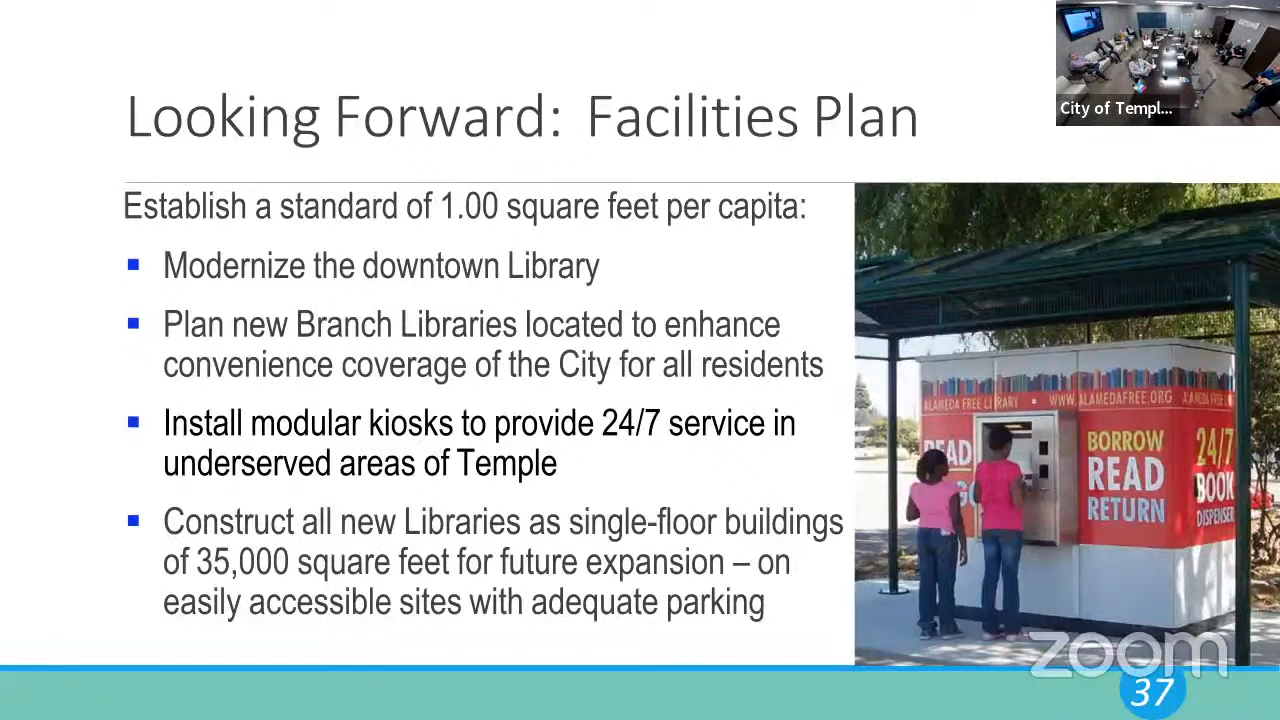 City of Templ...
Looking Forward: Facilities Plan
Establish a standard of 1.00 square feet per capita:
Modernize the downtown Library
Plan new Branch Libraries located to enhance
convenience coverage of the City for all residents
Install modular kiosks to provide 24/7 service in
underserved areas of Temple
Construct all new Libraries as single-floor buildings
of 35,000 square feet for future expansion – on
easily accessible sites with adequate parking
ALAMEDA FREE LIBRARY • WWW.ALAMEDAFREE.ORG
READ
BORROW
READ
RETURN
24/7
BOOK
DISPENSER
zoom
37